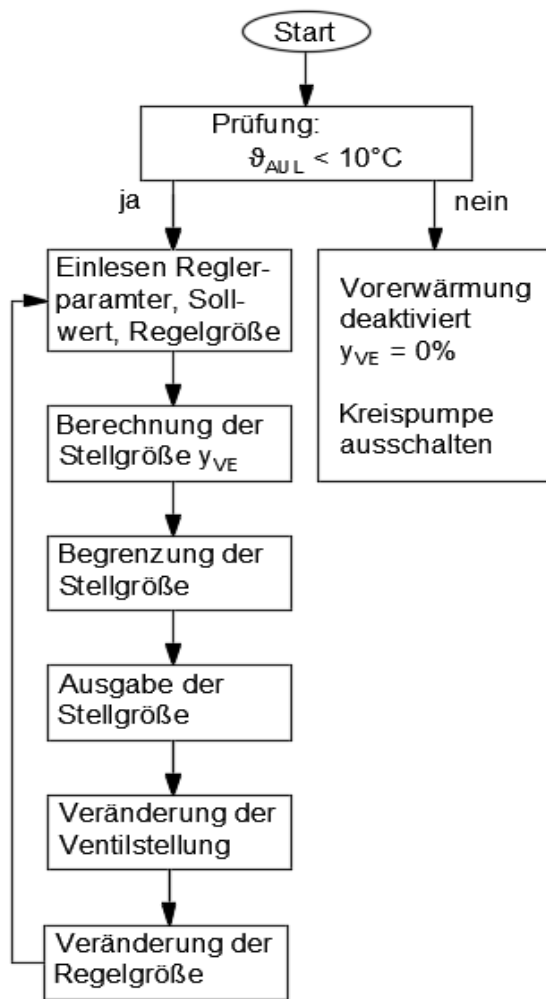 Start
Prüfung:
ϑAUL < 10°C
ja
nein
Einlesen Regler-
paramter, Soll-
wert, Regelgröße
Vorerwärmung
deaktiviert
yVE = 0%
Kreispumpe
ausschalten
Berechnung der
Stellgröße yVE
Begrenzung der
Stellgröße
Ausgabe der
Stellgröße
Veränderung der
Ventilstellung
Veränderung der
Regelgröße